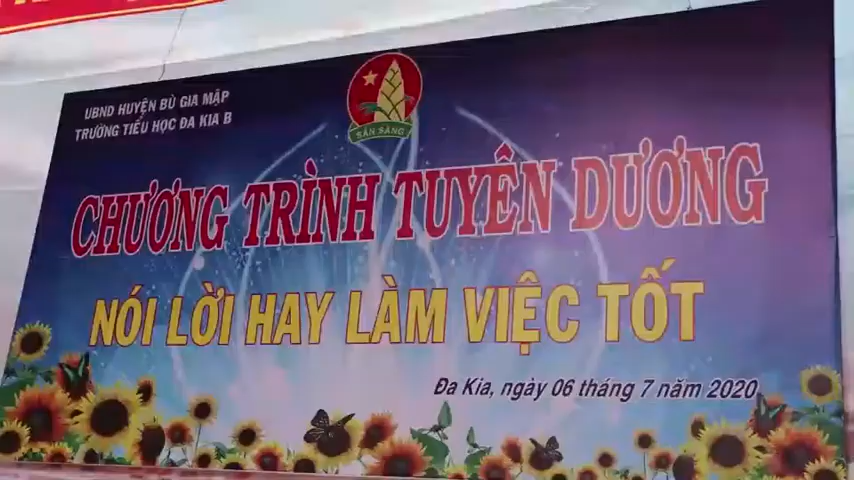 UBND HUYỆN BÙ GIA MẬP
TRƯỜNG TIỂU HỌC ĐA KIA B
SẴN SÀNG
CHƯƠNG TRÌNH TUYÊN DƯƠNG
NÓI LỜI HAY LÀM VIỆC TỐT
Đa Kia, ngày 06 tháng 7 năm 2020